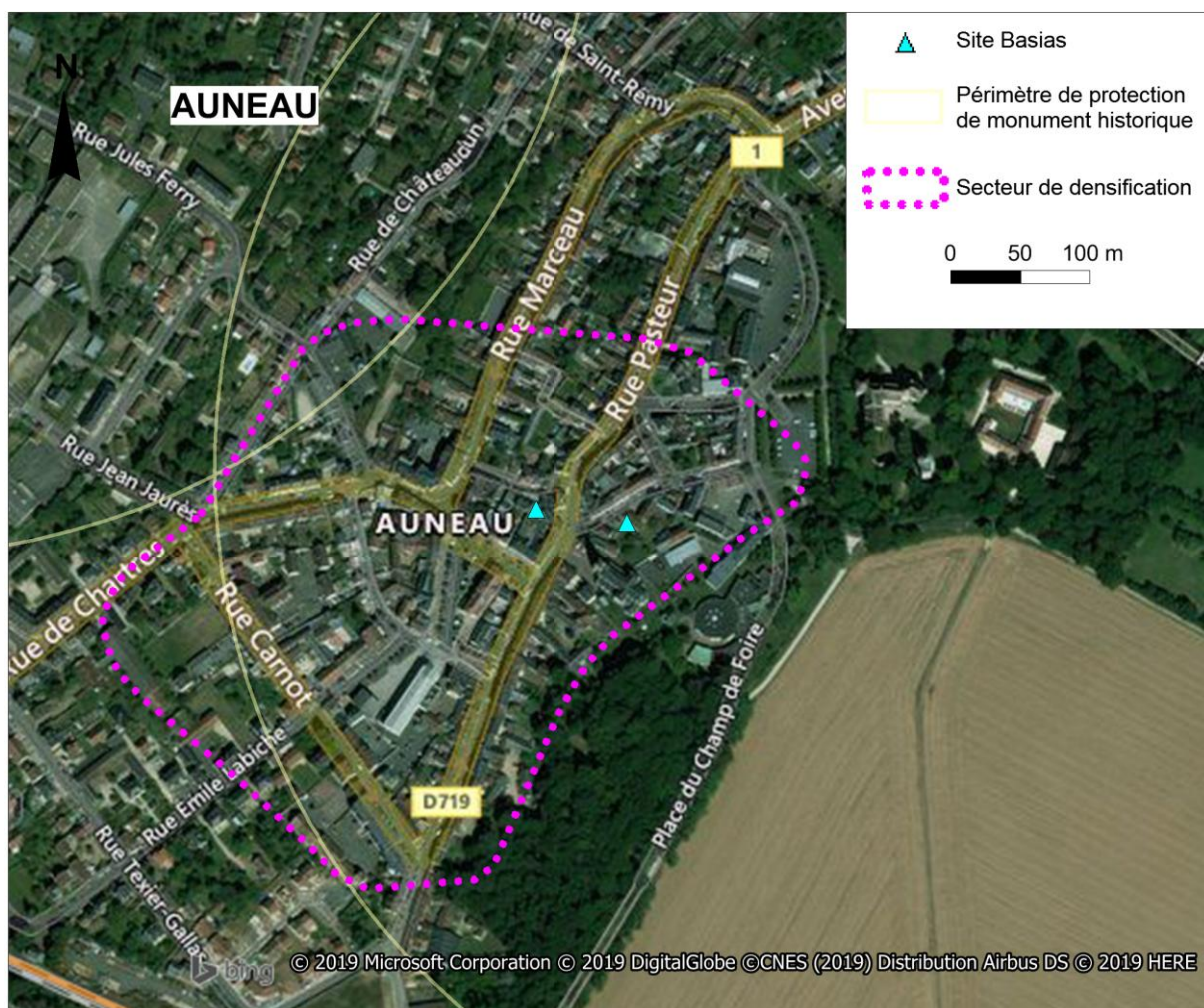 N
AUNEAU
Site Basias
Périmètre de protection
de monument historique
Secteur de densification
0 50 100 m
Rue de Saint-Rémy
Ave
1
Rue Jules Ferry
Rue de Châteaudun
Rue Marceau
Rue Pasteur
Rue Jean Jaurès
AUNEAU
Rue de Chartres
Rue Carnot
Rue Emile Labiche
D719
Place du Champ de Foire
Rue Texier-Gallas
bing
© 2019 Microsoft Corporation © 2019 DigitalGlobe ©CNES (2019) Distribution Airbus DS © 2019 HERE